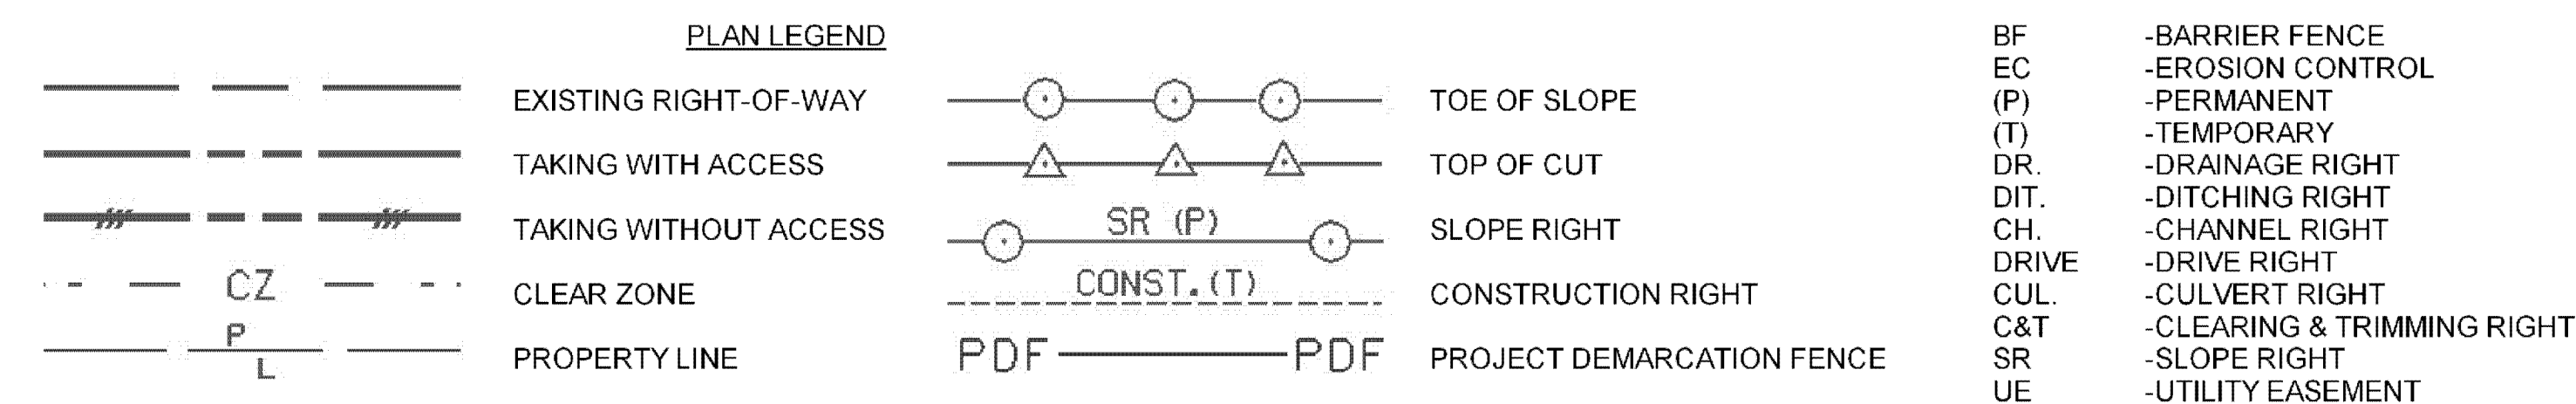 PLAN LEGEND
EXISTING RIGHT-OF-WAY
TAKING WITH ACCESS
TAKING WITHOUT ACCESS
CZ CLEAR ZONE
P
L
PROPERTY LINE
TOE OF SLOPE
TOP OF CUT
SR (P) SLOPE RIGHT
CONST.(T) CONSTRUCTION RIGHT
PDF PDF PROJECT DEMARCATION FENCE
BF -BARRIER FENCE
EC -EROSION CONTROL
(P) -PERMANENT
(T) -TEMPORARY
DR. -DRAINAGE RIGHT
DIT. -DITCHING RIGHT
CH. -CHANNEL RIGHT
DRIVE -DRIVE RIGHT
CUL. -CULVERT RIGHT
C&T -CLEARING & TRIMMING RIGHT
SR -SLOPE RIGHT
UE -UTILITY EASEMENT